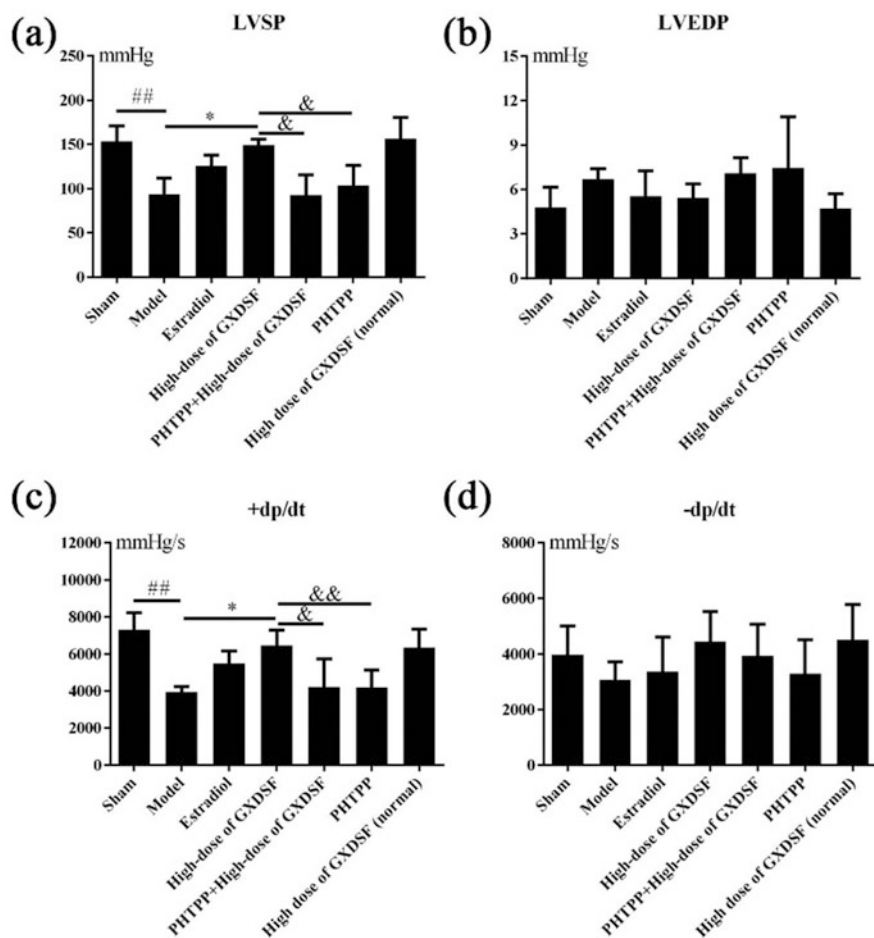 (a)
LVSP
mmHg
250
200
150
100
50
0
##
*
&
&
Sham
Model
Estradiol
High-dose of GXDSF
PHTPP+High-dose of GXDSF
PHTPP
High dose of GXDSF (normal)
(b)
LVEDP
mmHg
15
12
9
6
3
0
Sham
Model
Estradiol
High-dose of GXDSF
PHTPP+High-dose of GXDSF
PHTPP
High dose of GXDSF (normal)
(c)
+dp/dt
mmHg/s
12000
10000
8000
6000
4000
2000
0
##
*
&&
&
Sham
Model
Estradiol
High-dose of GXDSF
PHTPP+High-dose of GXDSF
PHTPP
High dose of GXDSF (normal)
(d)
-dp/dt
mmHg/s
8000
6000
4000
2000
0
Sham
Model
Estradiol
High-dose of GXDSF
PHTPP+High-dose of GXDSF
PHTPP
High dose of GXDSF (normal)